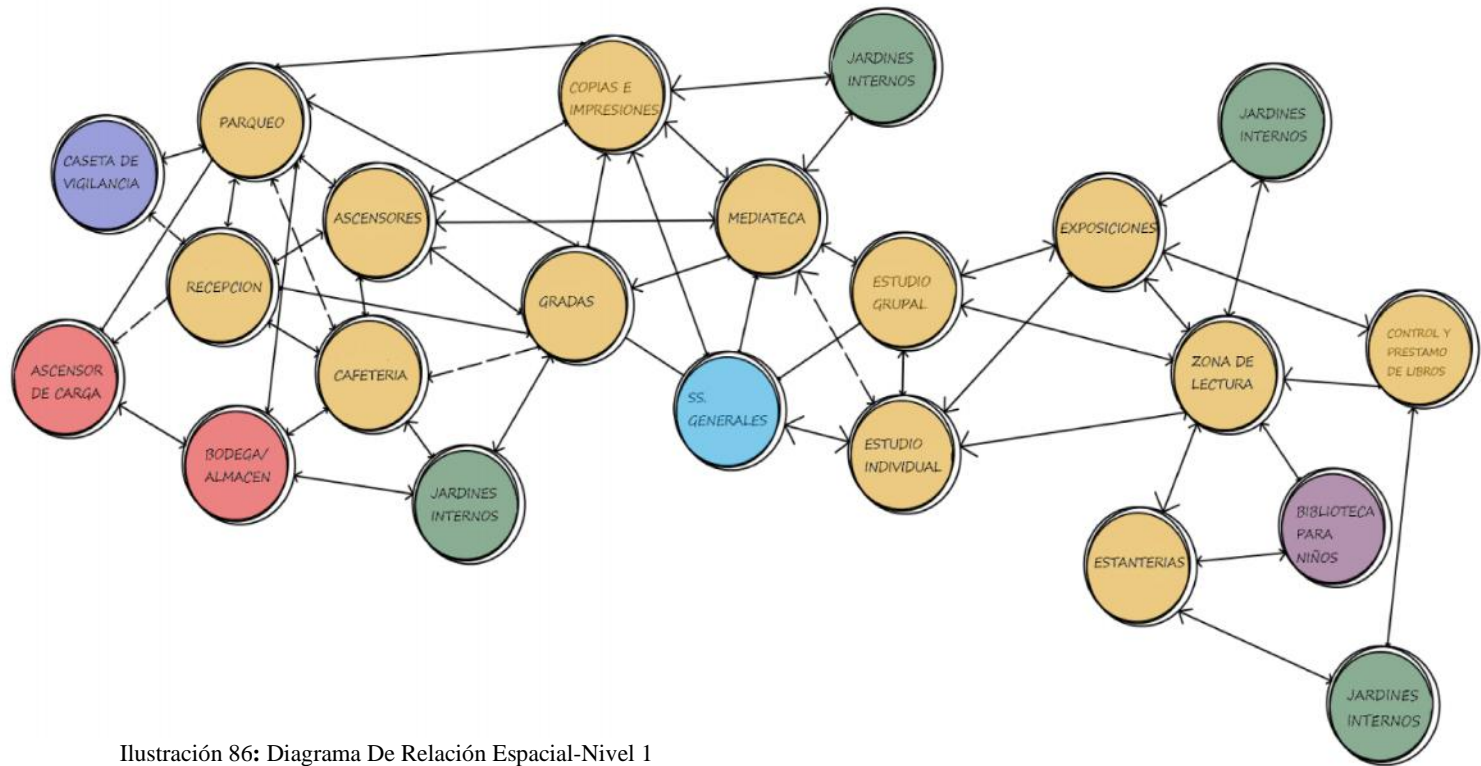 COPIAS E
IMPRESIONES
JARDINES
INTERNOS
PARQUEO
JARDINES
INTERNOS
CASETA DE
VIGILANCIA
ASCENSORES
MEDIATECA
EXPOSICIONES
RECEPCION
GRADAS
ESTUDIO
GRUPAL
CONTROL Y
PRESTAMO
DE LIBROS
ASCENSOR
DE CARGA
CAFETERIA
ZONA DE
LECTURA
SS.
GENERALES
BODEGA/
ALMACEN
ESTUDIO
INDIVIDUAL
JARDINES
INTERNOS
BIBLIOTECA
PARA
NIÑOS
ESTANTERIAS
JARDINES
INTERNOS
Ilustración 86: Diagrama De Relación Espacial-Nivel 1